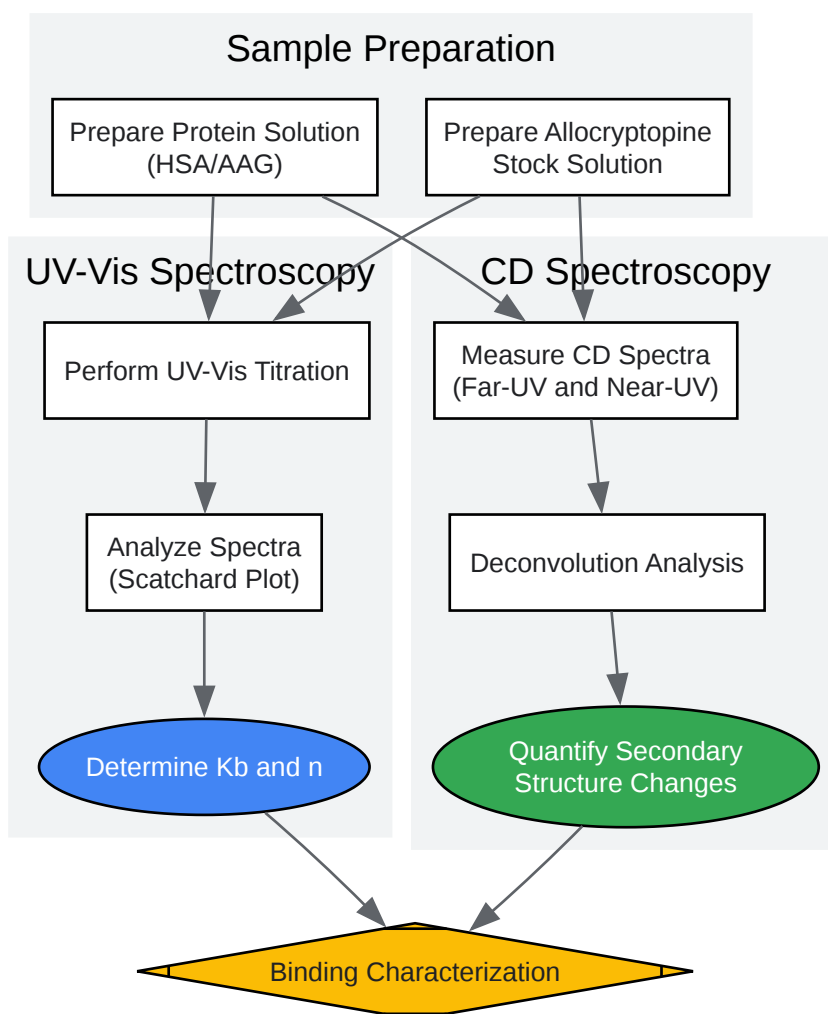 Sample Preparation
Prepare Protein Solution
(HSA/AAG)
Prepare Allocryptopine
Stock Solution
UV-Vis Spectroscopy
CD Spectroscopy
Perform UV-Vis Titration
Measure CD Spectra
(Far-UV and Near-UV)
Analyze Spectra
(Scatchard Plot)
Deconvolution Analysis
Determine Kb and n
Quantify Secondary
Structure Changes
Binding Characterization